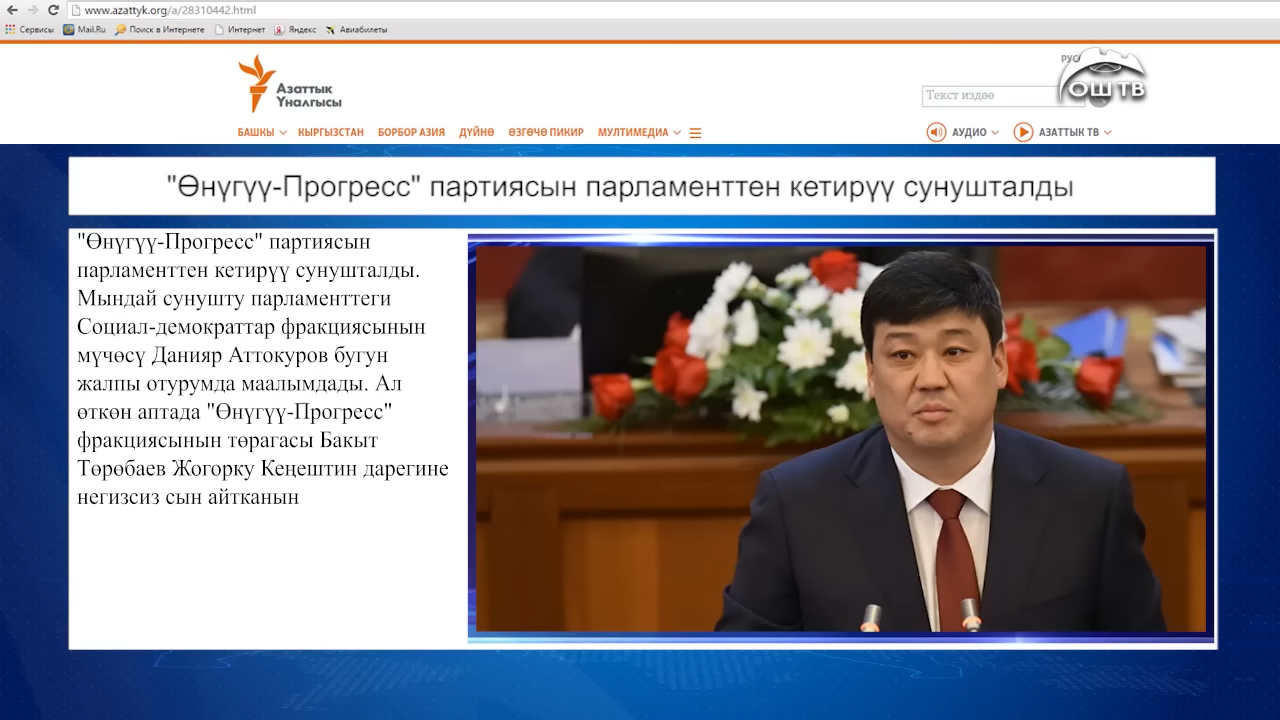 www.azattyk.org/a/28310442.html
Сервисы Mail.Ru Поиск в Интернете Интернет Яндекс Авиабилеты
Азаттык
Үналгысы
РУС
ОШ ТВ
Текст издөө
БАШКЫ КЫРГЫЗСТАН БОРБОР АЗИЯ ДҮЙНӨ ӨЗГӨЧӨ ПИКИР МУЛТИМЕДИА АУДИО АЗАТТЫК ТВ
"Өнүгүү-Прогресс" партиясын парламенттен кетирүү сунушталды
"Өнүгүү-Прогресс" партиясын
парламенттен кетирүү сунушталды.
Мындай сунушту парламенттеги
Социал-демократтар фракциясынын
мүчөсү Данияр Аттокуров бугун
жалпы отурумда маалымдады. Ал
өткөн аптада "Өнүгүү-Прогресс"
фракциясынын төрагасы Бакыт
Төрөбаев Жогорку Кеңештин дарегине
негизсиз сын айтканын